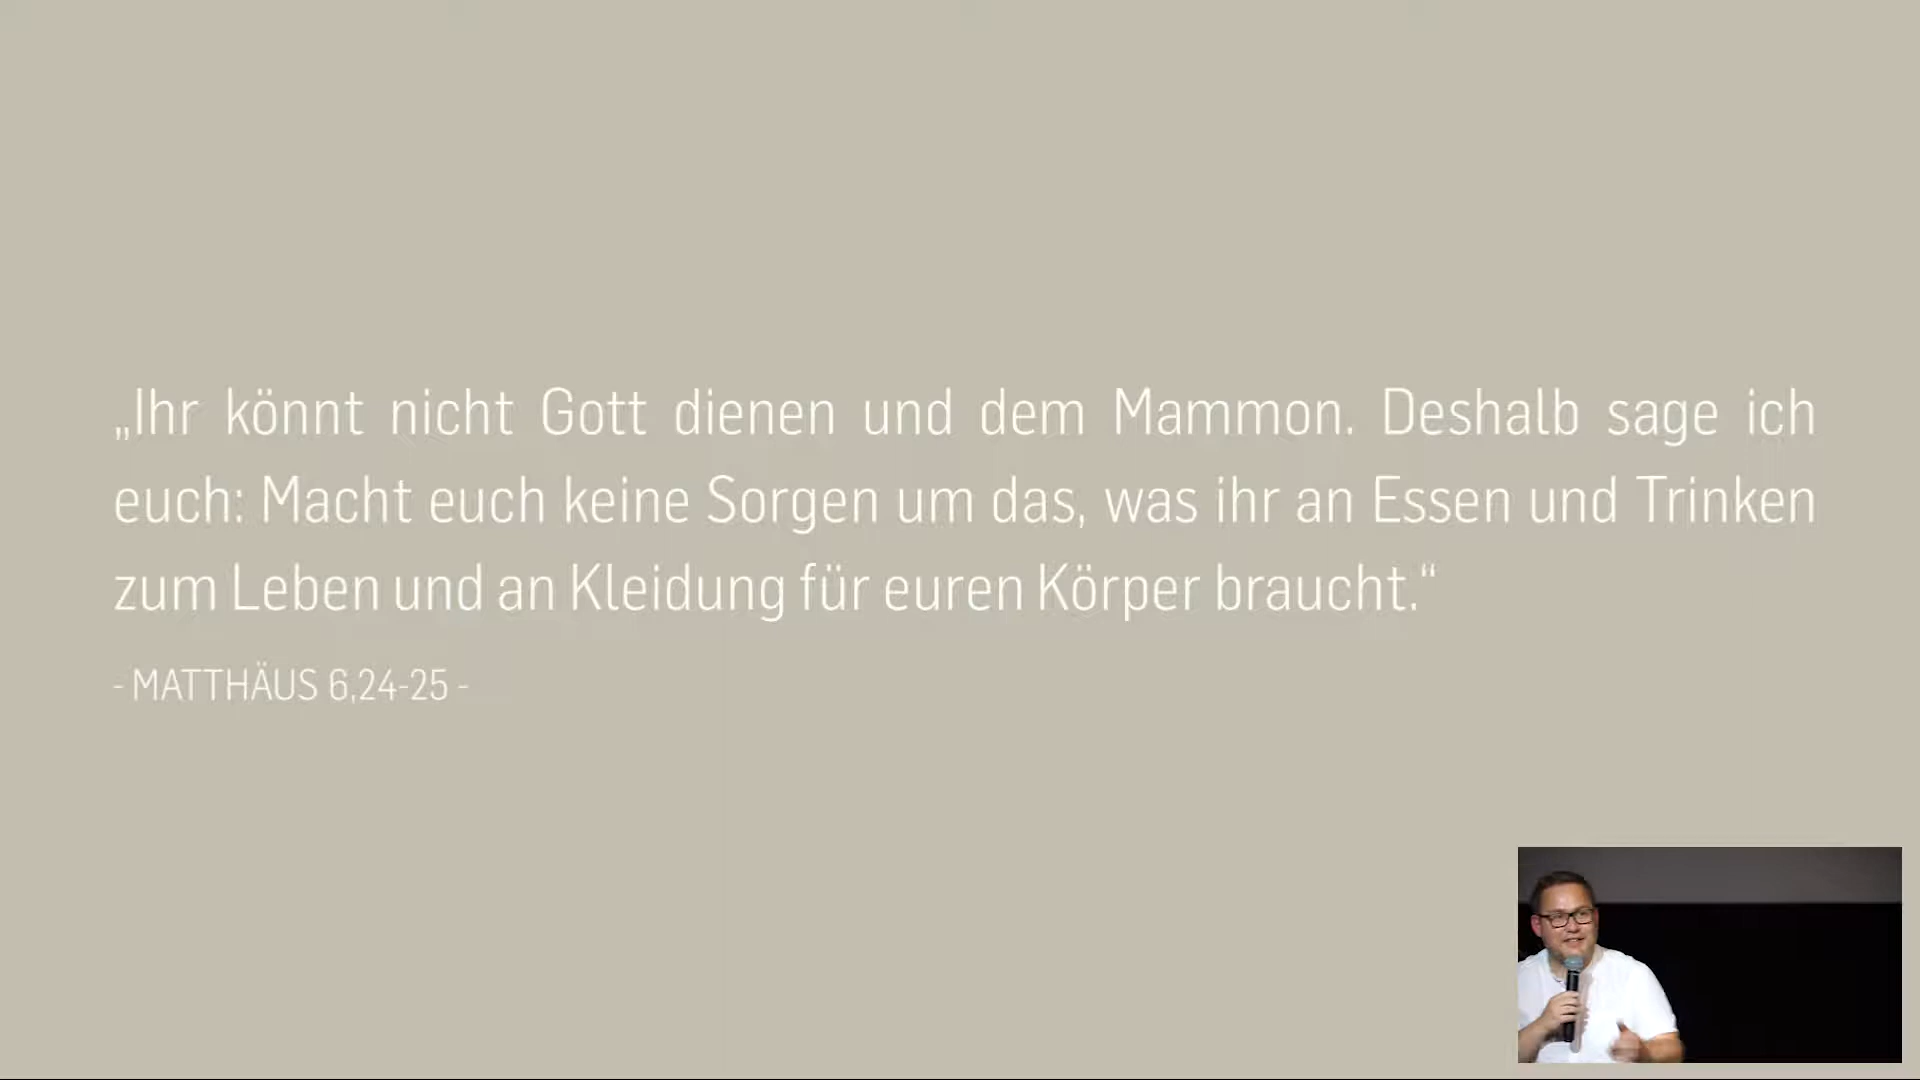 „Ihr könnt nicht Gott dienen und dem Mammon. Deshalb sage ich
euch: Macht euch keine Sorgen um das, was ihr an Essen und Trinken
zum Leben und an Kleidung für euren Körper braucht.“
- MATTHÄUS 6,24-25 -